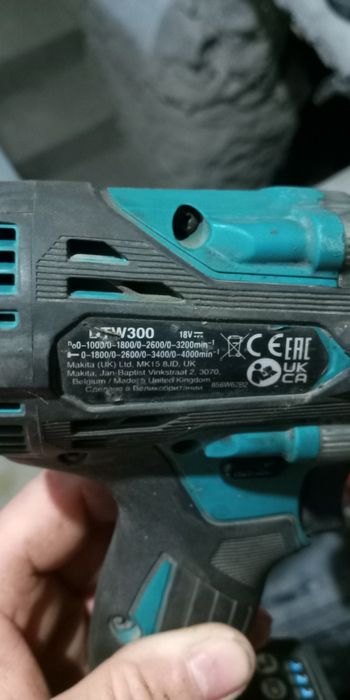 DTW300 18V
n0 0-1000/0-1800/0-2600/0-3200min-1
0-1800/0-2600/0-3400/0-4000min-1
Makita (UK) Ltd, MK15 8JD, UK
Makita, Jan-Baptist Vinkstraat 2, 3070,
Belgium / Made in United Kingdom
Сделано в Великобритании 856W62B2
CE EAC
UK
CA